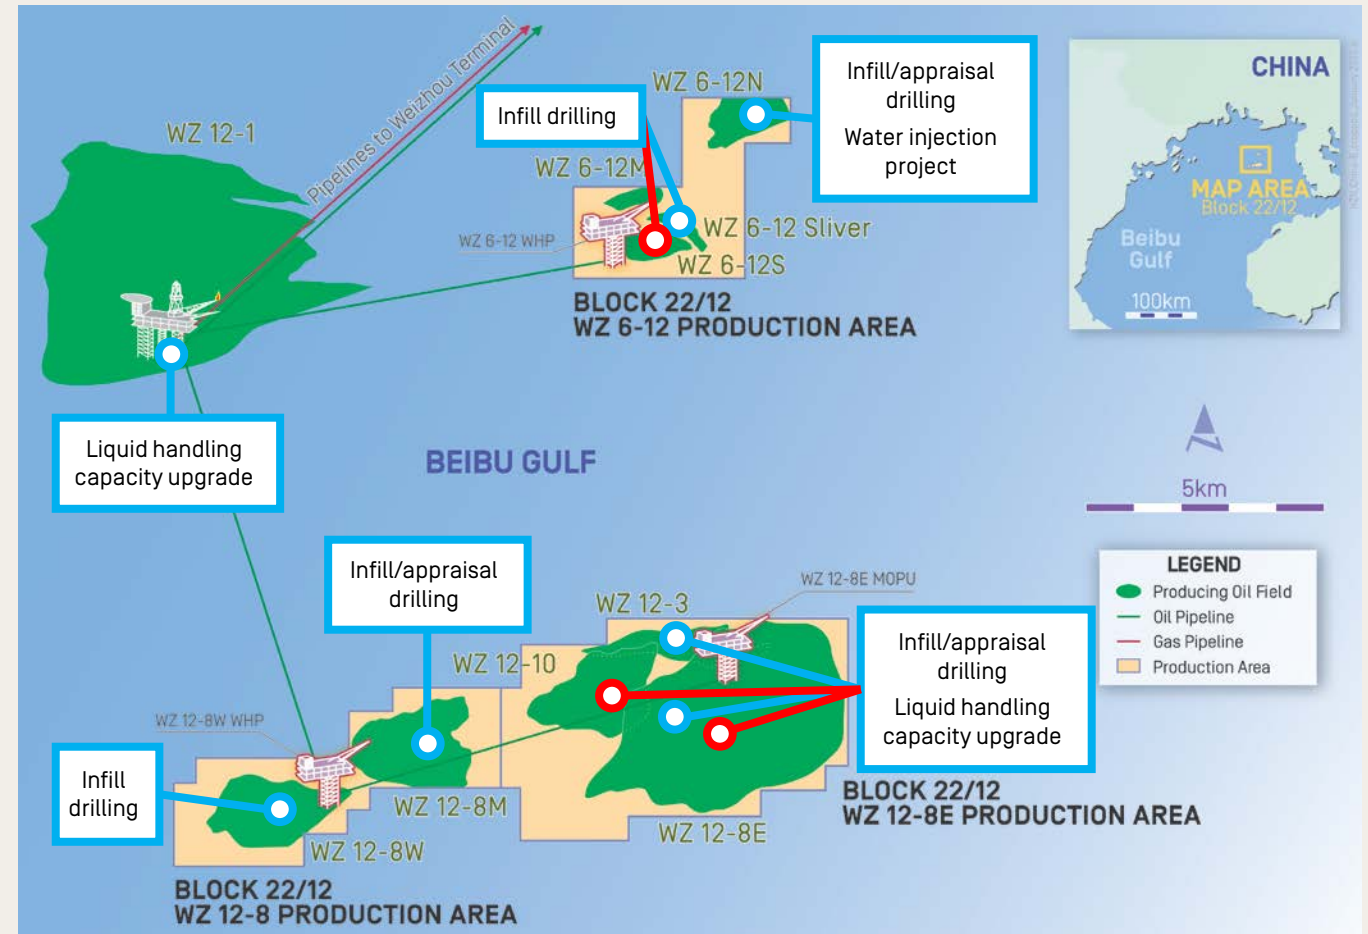 Pipelines to Weizhou Terminal
WZ 12-1
Infill drilling
WZ 6-12N
Infill/appraisal
drilling
Water injection
project
WZ 6-12M
WZ 6-12 WHP
WZ 6-12 Sliver
WZ 6-12S
BLOCK 22/12
WZ 6-12 PRODUCTION AREA
CHINA
MAP AREA
Block 22/12
Beibu
Gulf
100km
Liquid handling
capacity upgrade
BEIBU GULF
5km
LEGEND
Producing Oil Field
Oil Pipeline
Gas Pipeline
Production Area
Infill/appraisal
drilling
WZ 12-8E MOPU
WZ 12-3
WZ 12-10
Infill/appraisal
drilling
Liquid handling
capacity upgrade
WZ 12-8W WHP
Infill
drilling
WZ 12-8M
WZ 12-8E
WZ 12-8W
BLOCK 22/12
WZ 12-8E PRODUCTION AREA
BLOCK 22/12
WZ 12-8 PRODUCTION AREA